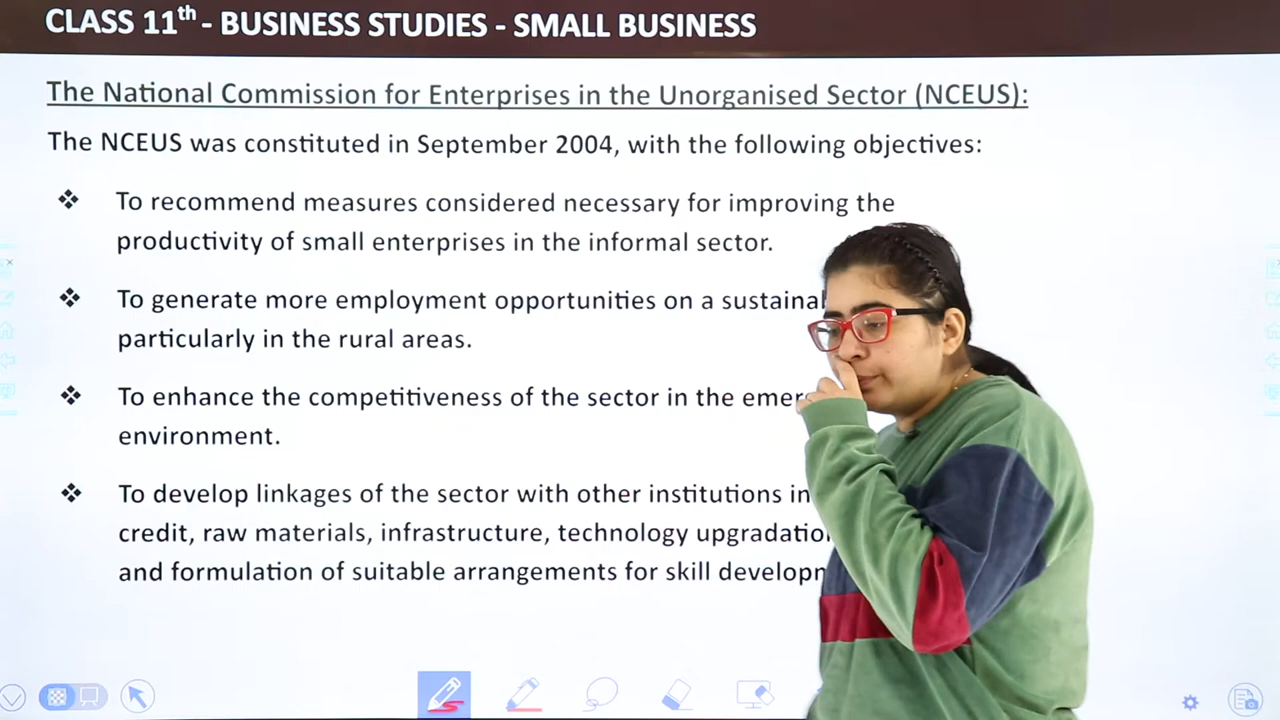 CLASS 11th - BUSINESS STUDIES - SMALL BUSINESS
The National Commission for Enterprises in the Unorganised Sector (NCEUS):
The NCEUS was constituted in September 2004, with the following objectives:
❖ To recommend measures considered necessary for improving the
productivity of small enterprises in the informal sector.
❖ To generate more employment opportunities on a
particularly in the rural areas.
❖ To enhance the competitiveness of the sector in the
environment.
❖ To develop linkages of the sector with other institutions in
credit, raw materials, infrastructure, technology
and formulation of suitable arrangements for skill